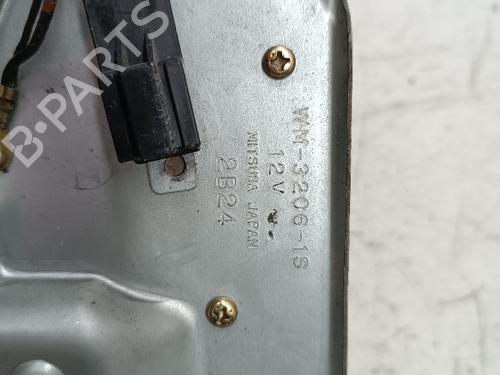 WM-3206-1S
12V
MITSUBA JAPAN
2B24
B-PARTS